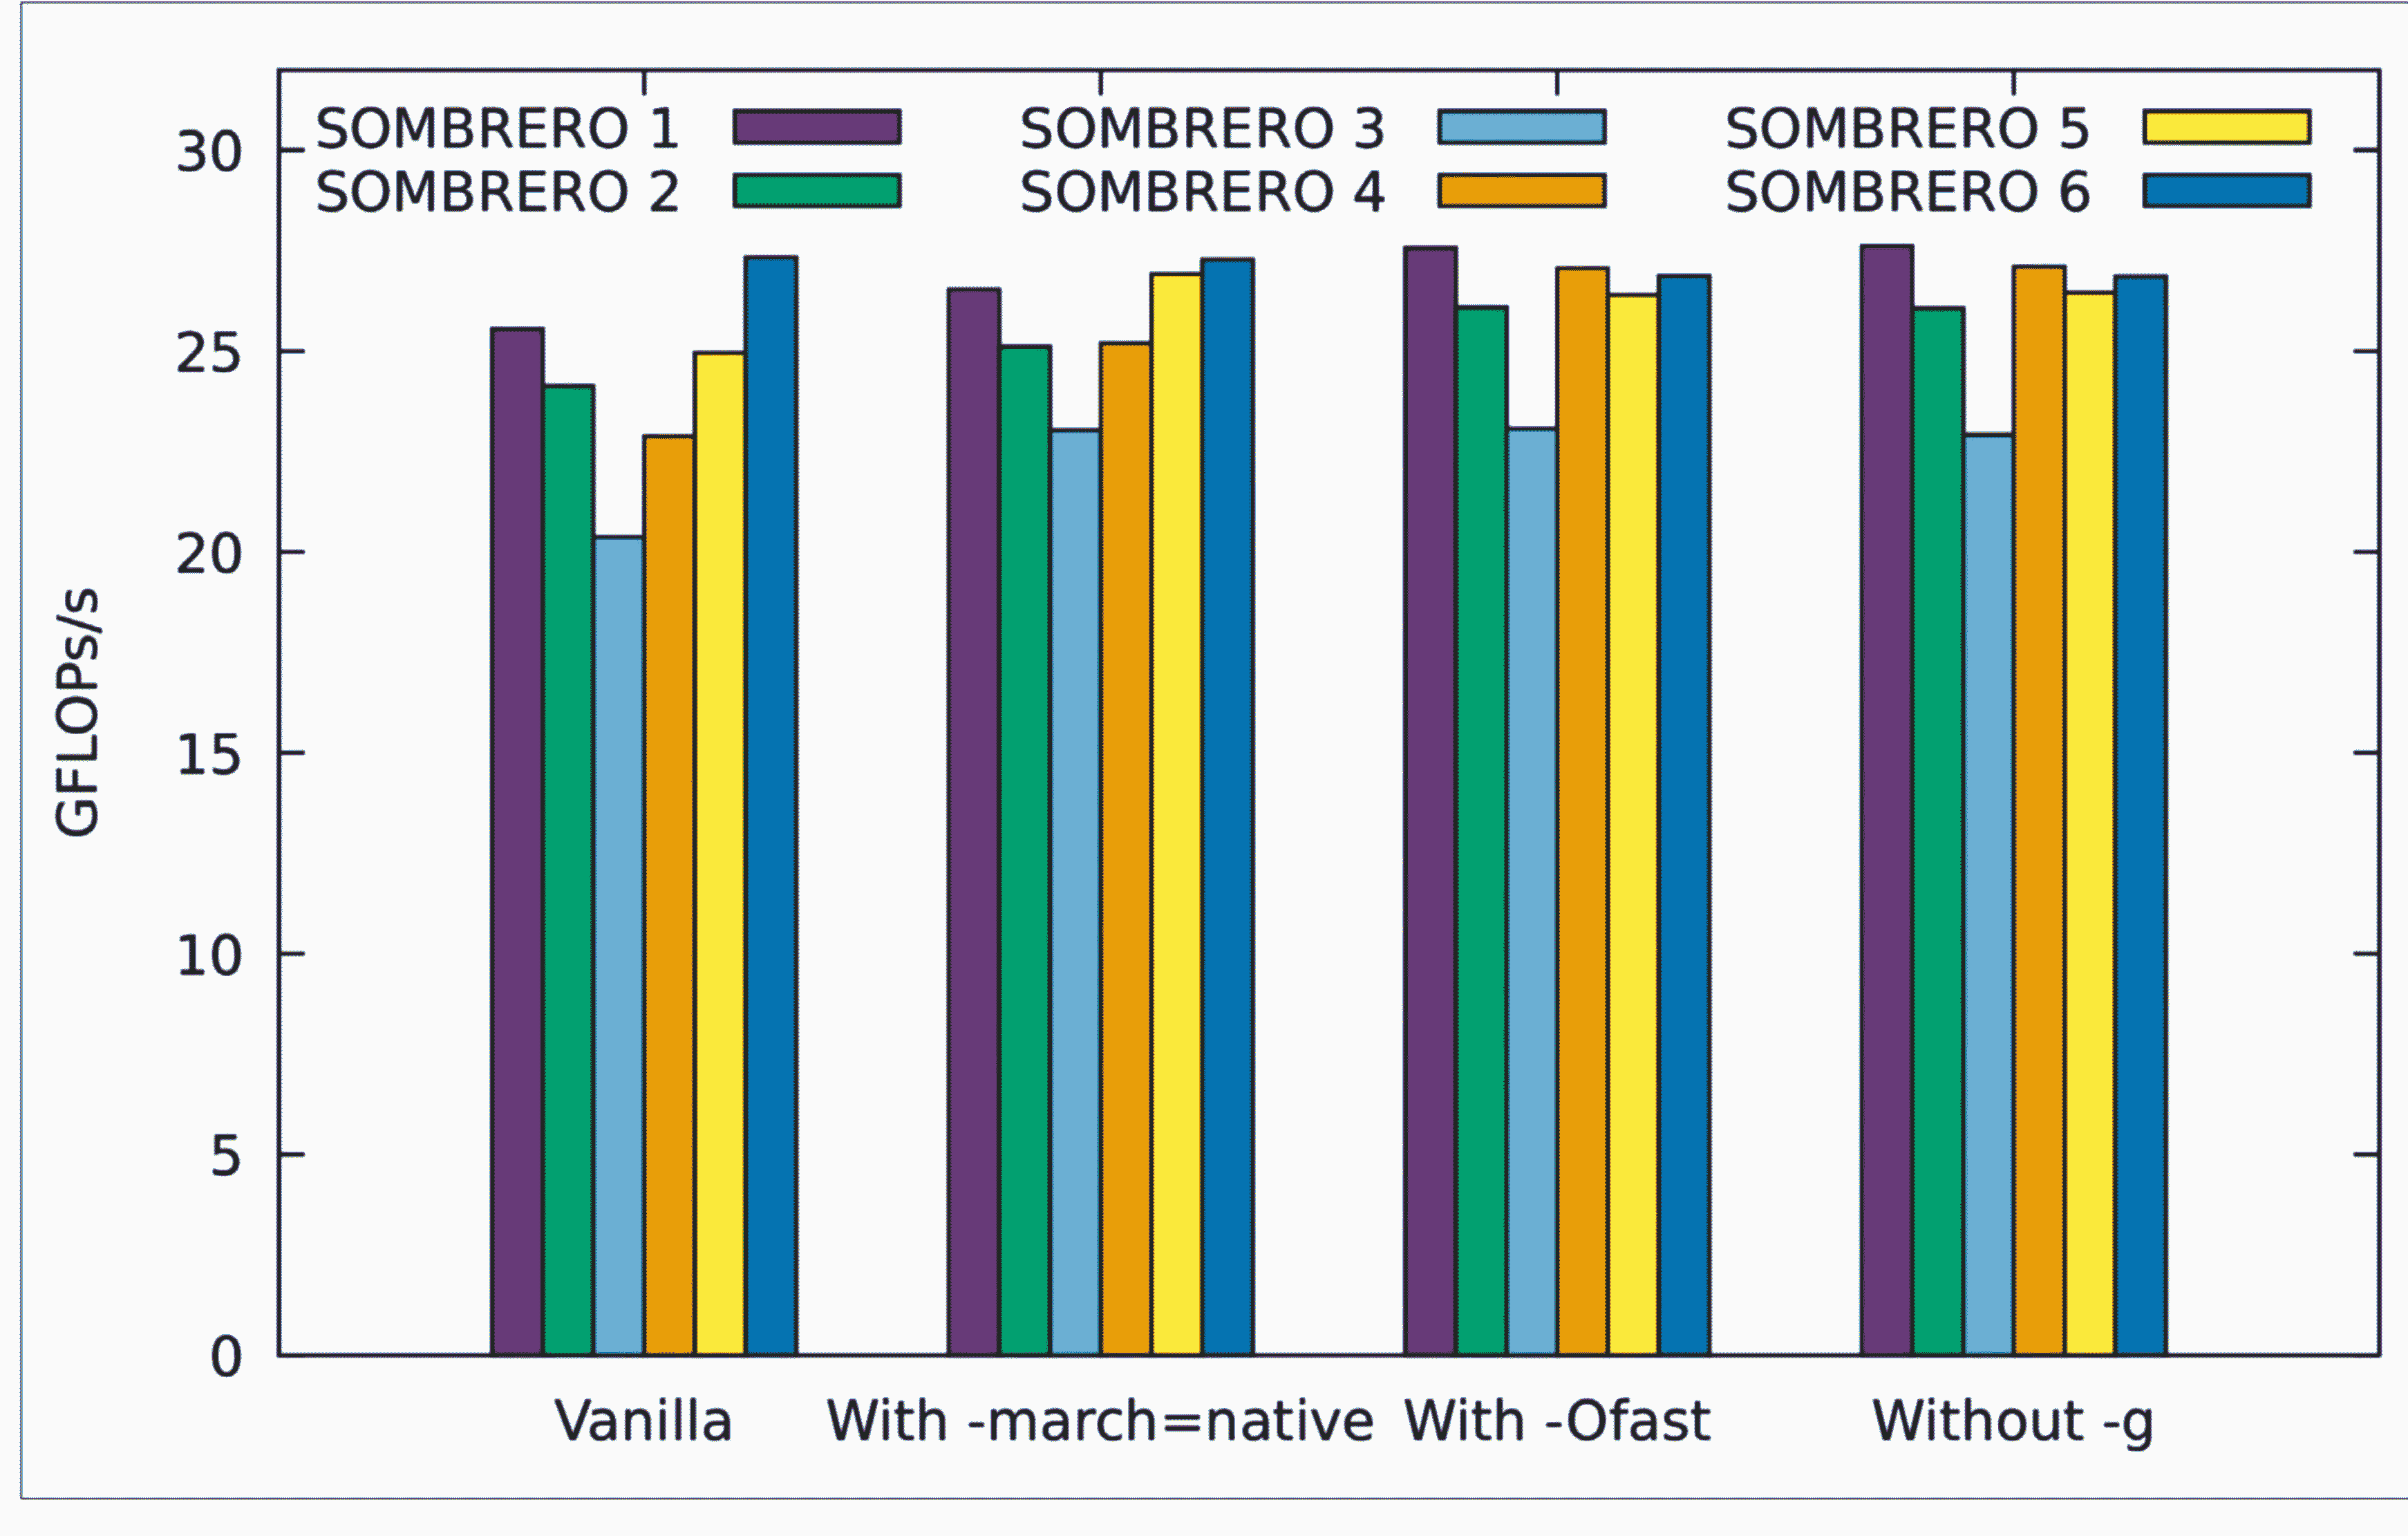 SOMBRERO 1
SOMBRERO 2
SOMBRERO 3
SOMBRERO 4
SOMBRERO 5
SOMBRERO 6
GFLOPs/s
30
25
20
15
10
5
0
Vanilla
With -march=native
With -Ofast
Without -g